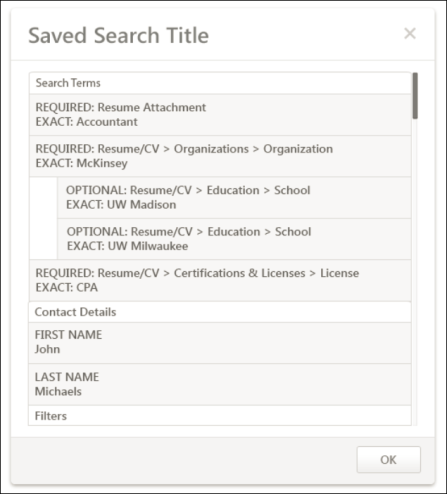 Saved Search Title
Search Terms
REQUIRED: Resume Attachment
EXACT: Accountant
REQUIRED: Resume/CV > Organizations > Organization
EXACT: McKinsey
OPTIONAL: Resume/CV > Education > School
EXACT: UW Madison
OPTIONAL: Resume/CV > Education > School
EXACT: UW Milwaukee
REQUIRED: Resume/CV > Certifications & Licenses > License
EXACT: CPA
Contact Details
FIRST NAME
John
LAST NAME
Michaels
Filters
OK